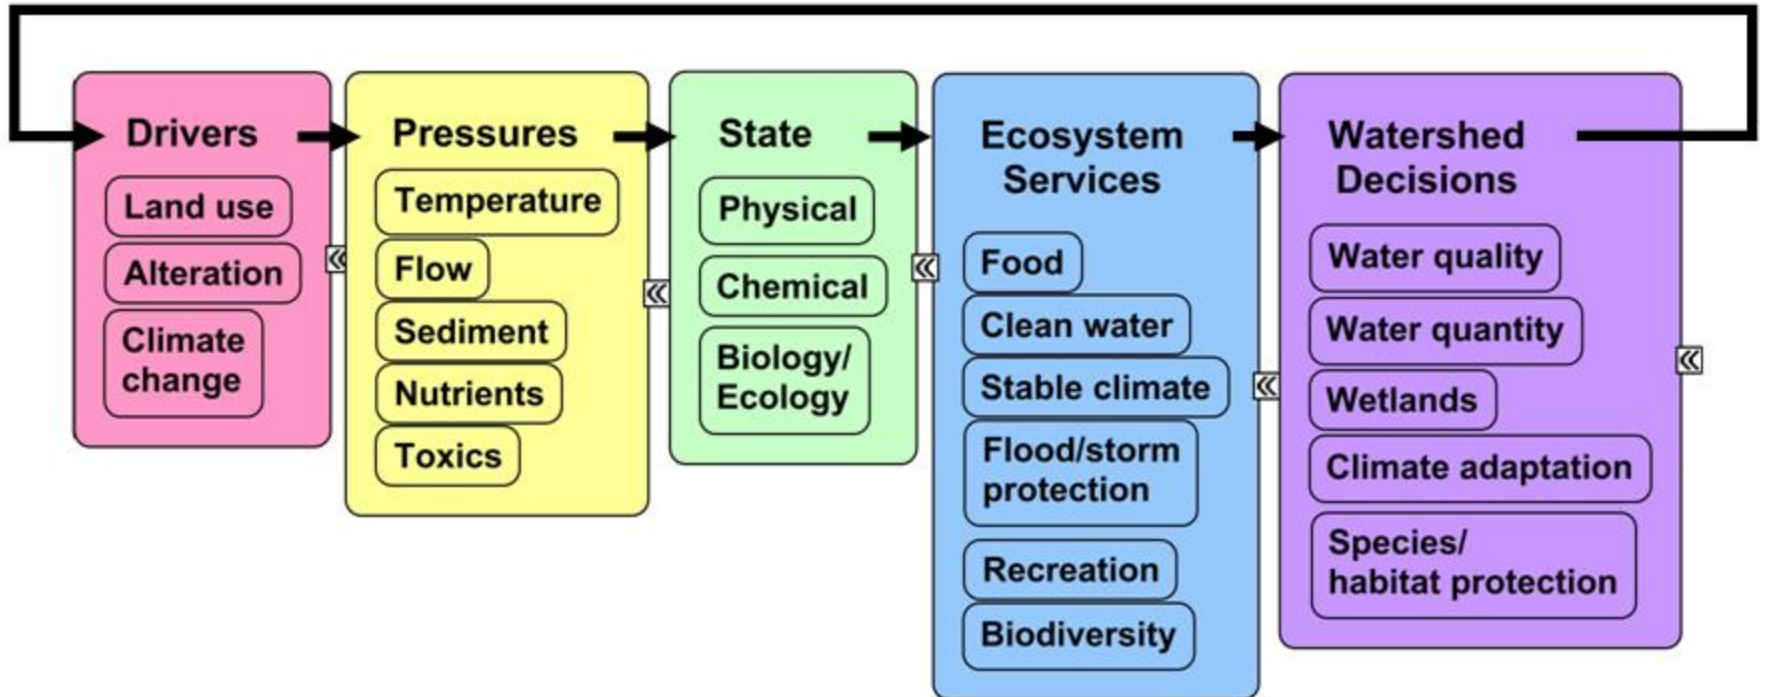 Drivers
Land use
Alteration
Climate
change
Pressures
Temperature
Flow
Sediment
Nutrients
Toxics
State
Physical
Chemical
Biology/
Ecology
Ecosystem
Services
Food
Clean water
Stable climate
Flood/storm
protection
Recreation
Biodiversity
Watershed
Decisions
Water quality
Water quantity
Wetlands
Climate adaptation
Species/
habitat protection